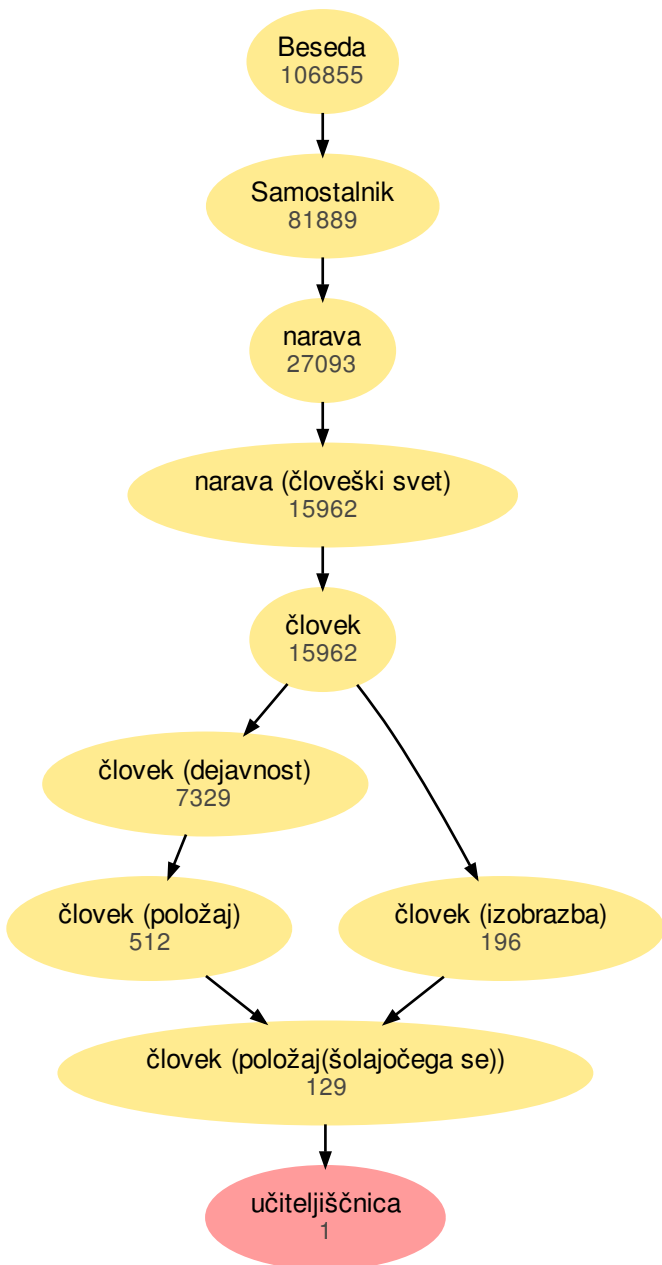 Beseda
106855
Samostalnik
81889
narava
27093
narava (človeški svet)
15962
človek
15962
človek (dejavnost)
7329
človek (položaj)
512
človek (izobrazba)
196
človek (položaj(šolajočega se))
129
učiteljiščnica
1